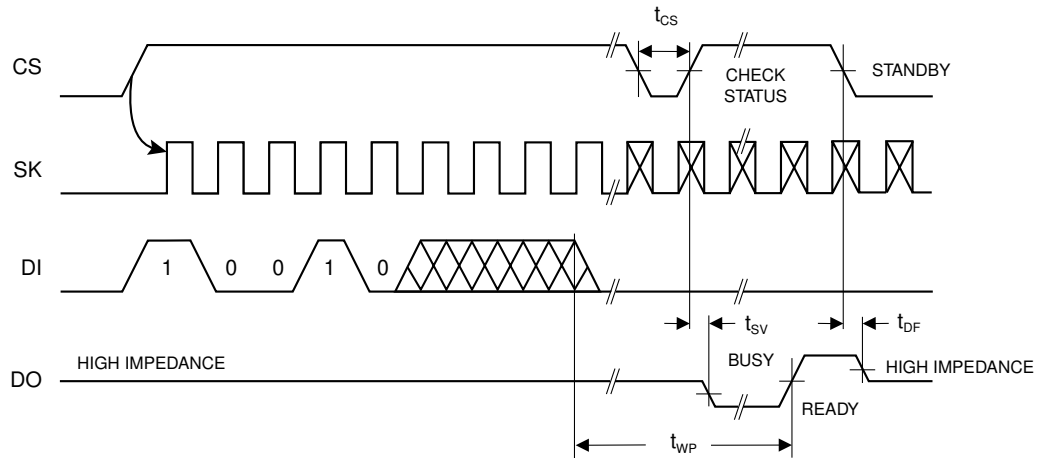 tCS
CS
CHECK
STATUS
STANDBY
SK
DI
1 0 0 1 0
tSV
tDF
HIGH IMPEDANCE
BUSY
HIGH IMPEDANCE
DO
READY
tWP